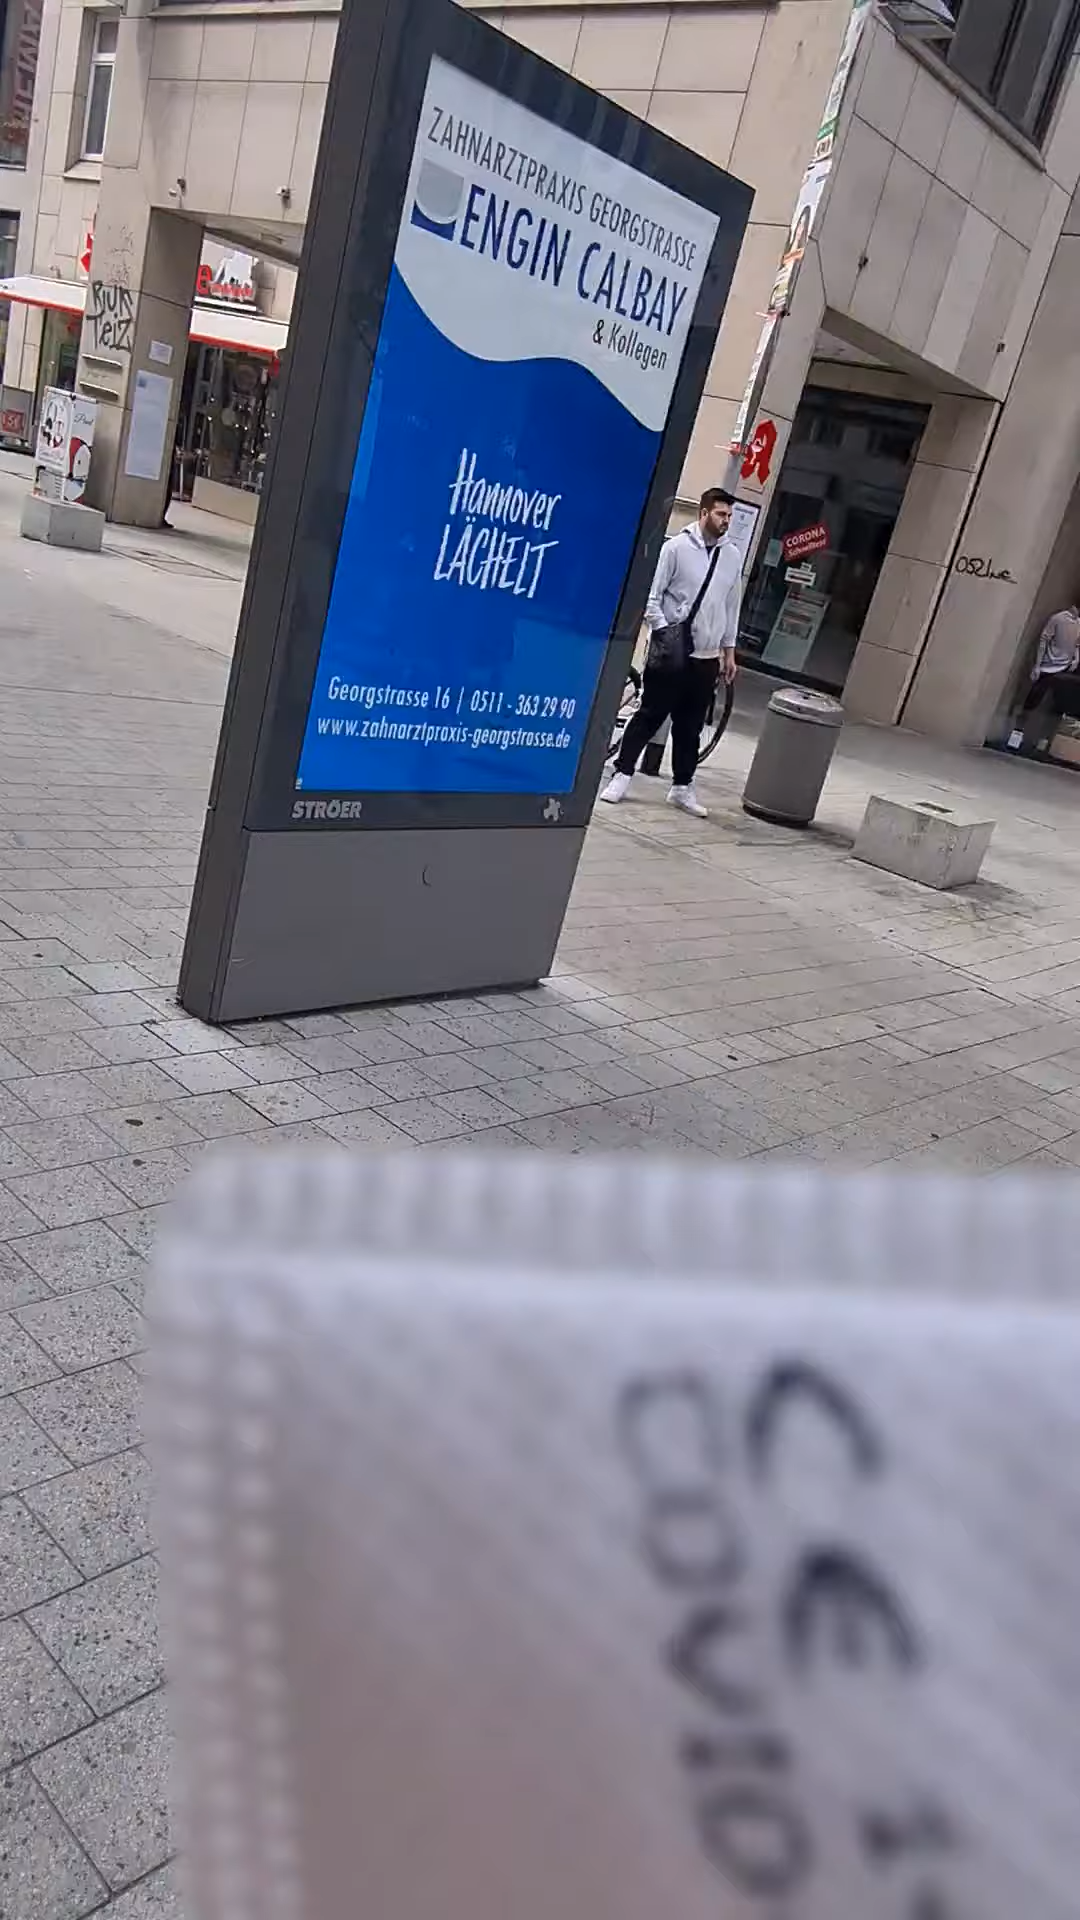 ZAHNARZTPRAXIS GEORGSTRASSE
ENGIN CALBAY
& Kollegen
Hannover
LÄCHELT
Georgstrasse 16 | 0511 - 363 29 90
www.zahnarztpraxis-georgstrasse.de
STRÖER
CORONA
Schnelltest
CE
COVID